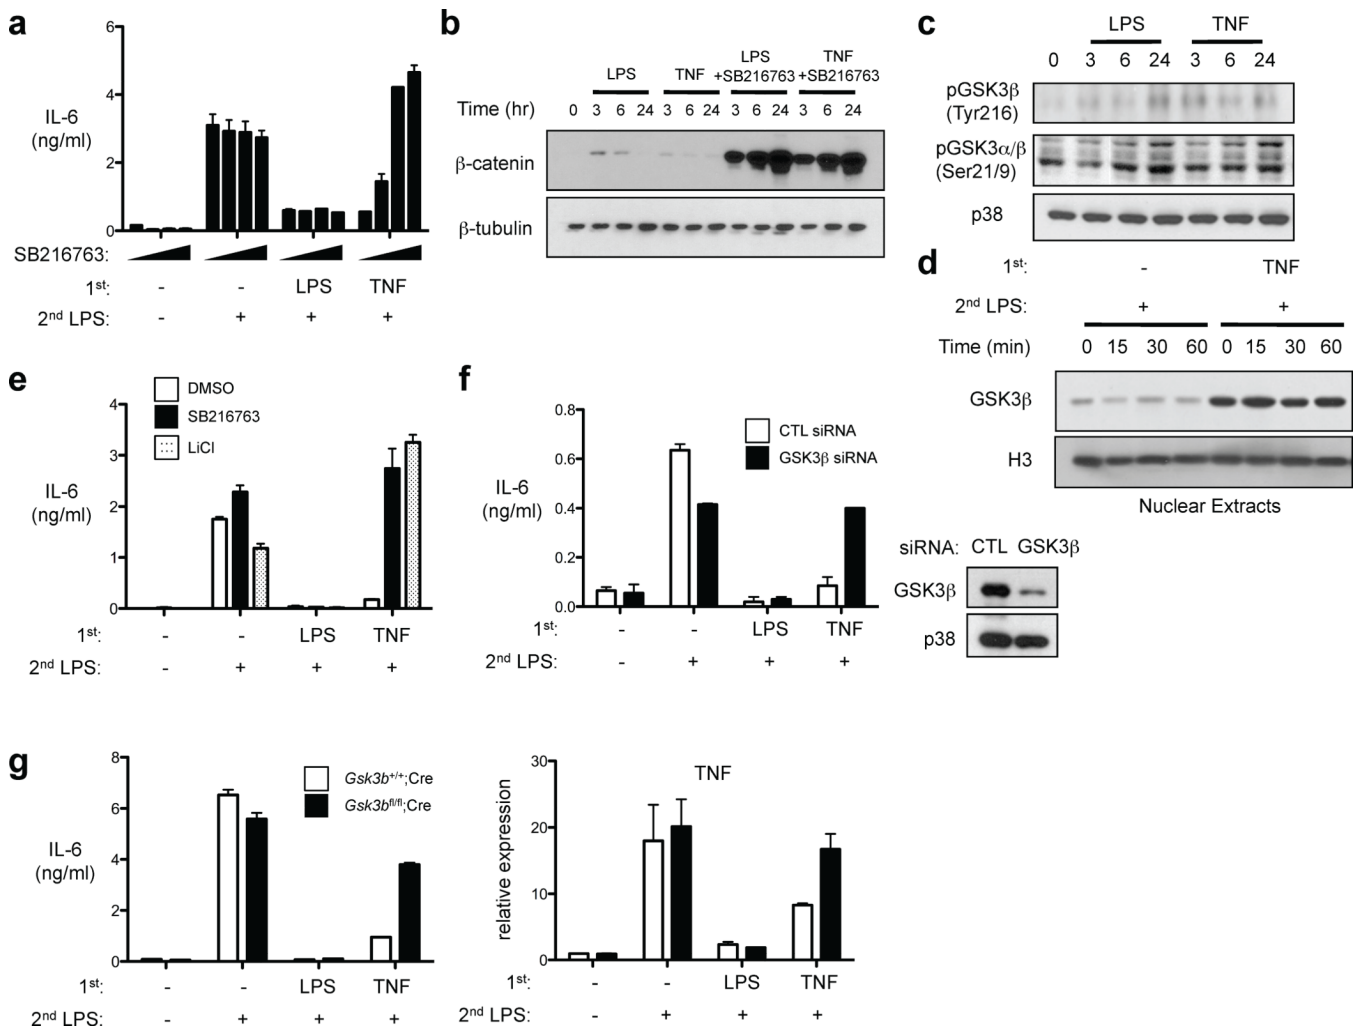 a
6
4
2
0
IL-6
(ng/ml)
SB216763:
1st: - - LPS TNF
2nd LPS: - + + +
b
LPS TNF LPS +SB216763 TNF +SB216763
Time (hr) 0 3 6 24 3 6 24 3 6 24 3 6 24
β-catenin
β-tubulin
c
LPS TNF
0 3 6 24 3 6 24
pGSK3β
(Tyr216)
pGSK3α/β
(Ser21/9)
p38
d
1st: - TNF
2nd LPS: + +
Time (min) 0 15 30 60 0 15 30 60
GSK3β
H3
Nuclear Extracts
e
DMSO
SB216763
LiCl
4
3
2
1
0
IL-6
(ng/ml)
1st: - - LPS TNF
2nd LPS: - + + +
f
CTL siRNA
GSK3β siRNA
0.8
0.6
0.4
0.2
0.0
IL-6
(ng/ml)
1st: - - LPS TNF
2nd LPS: - + + +
siRNA: CTL GSK3β
GSK3β
p38
g
Gsk3b+/+;Cre
Gsk3bfl/fl;Cre
8
6
4
2
0
IL-6
(ng/ml)
1st: - - LPS TNF
2nd LPS: - + + +
TNF
relative expression
30
20
10
0
1st: - - LPS TNF
2nd LPS: - + + +